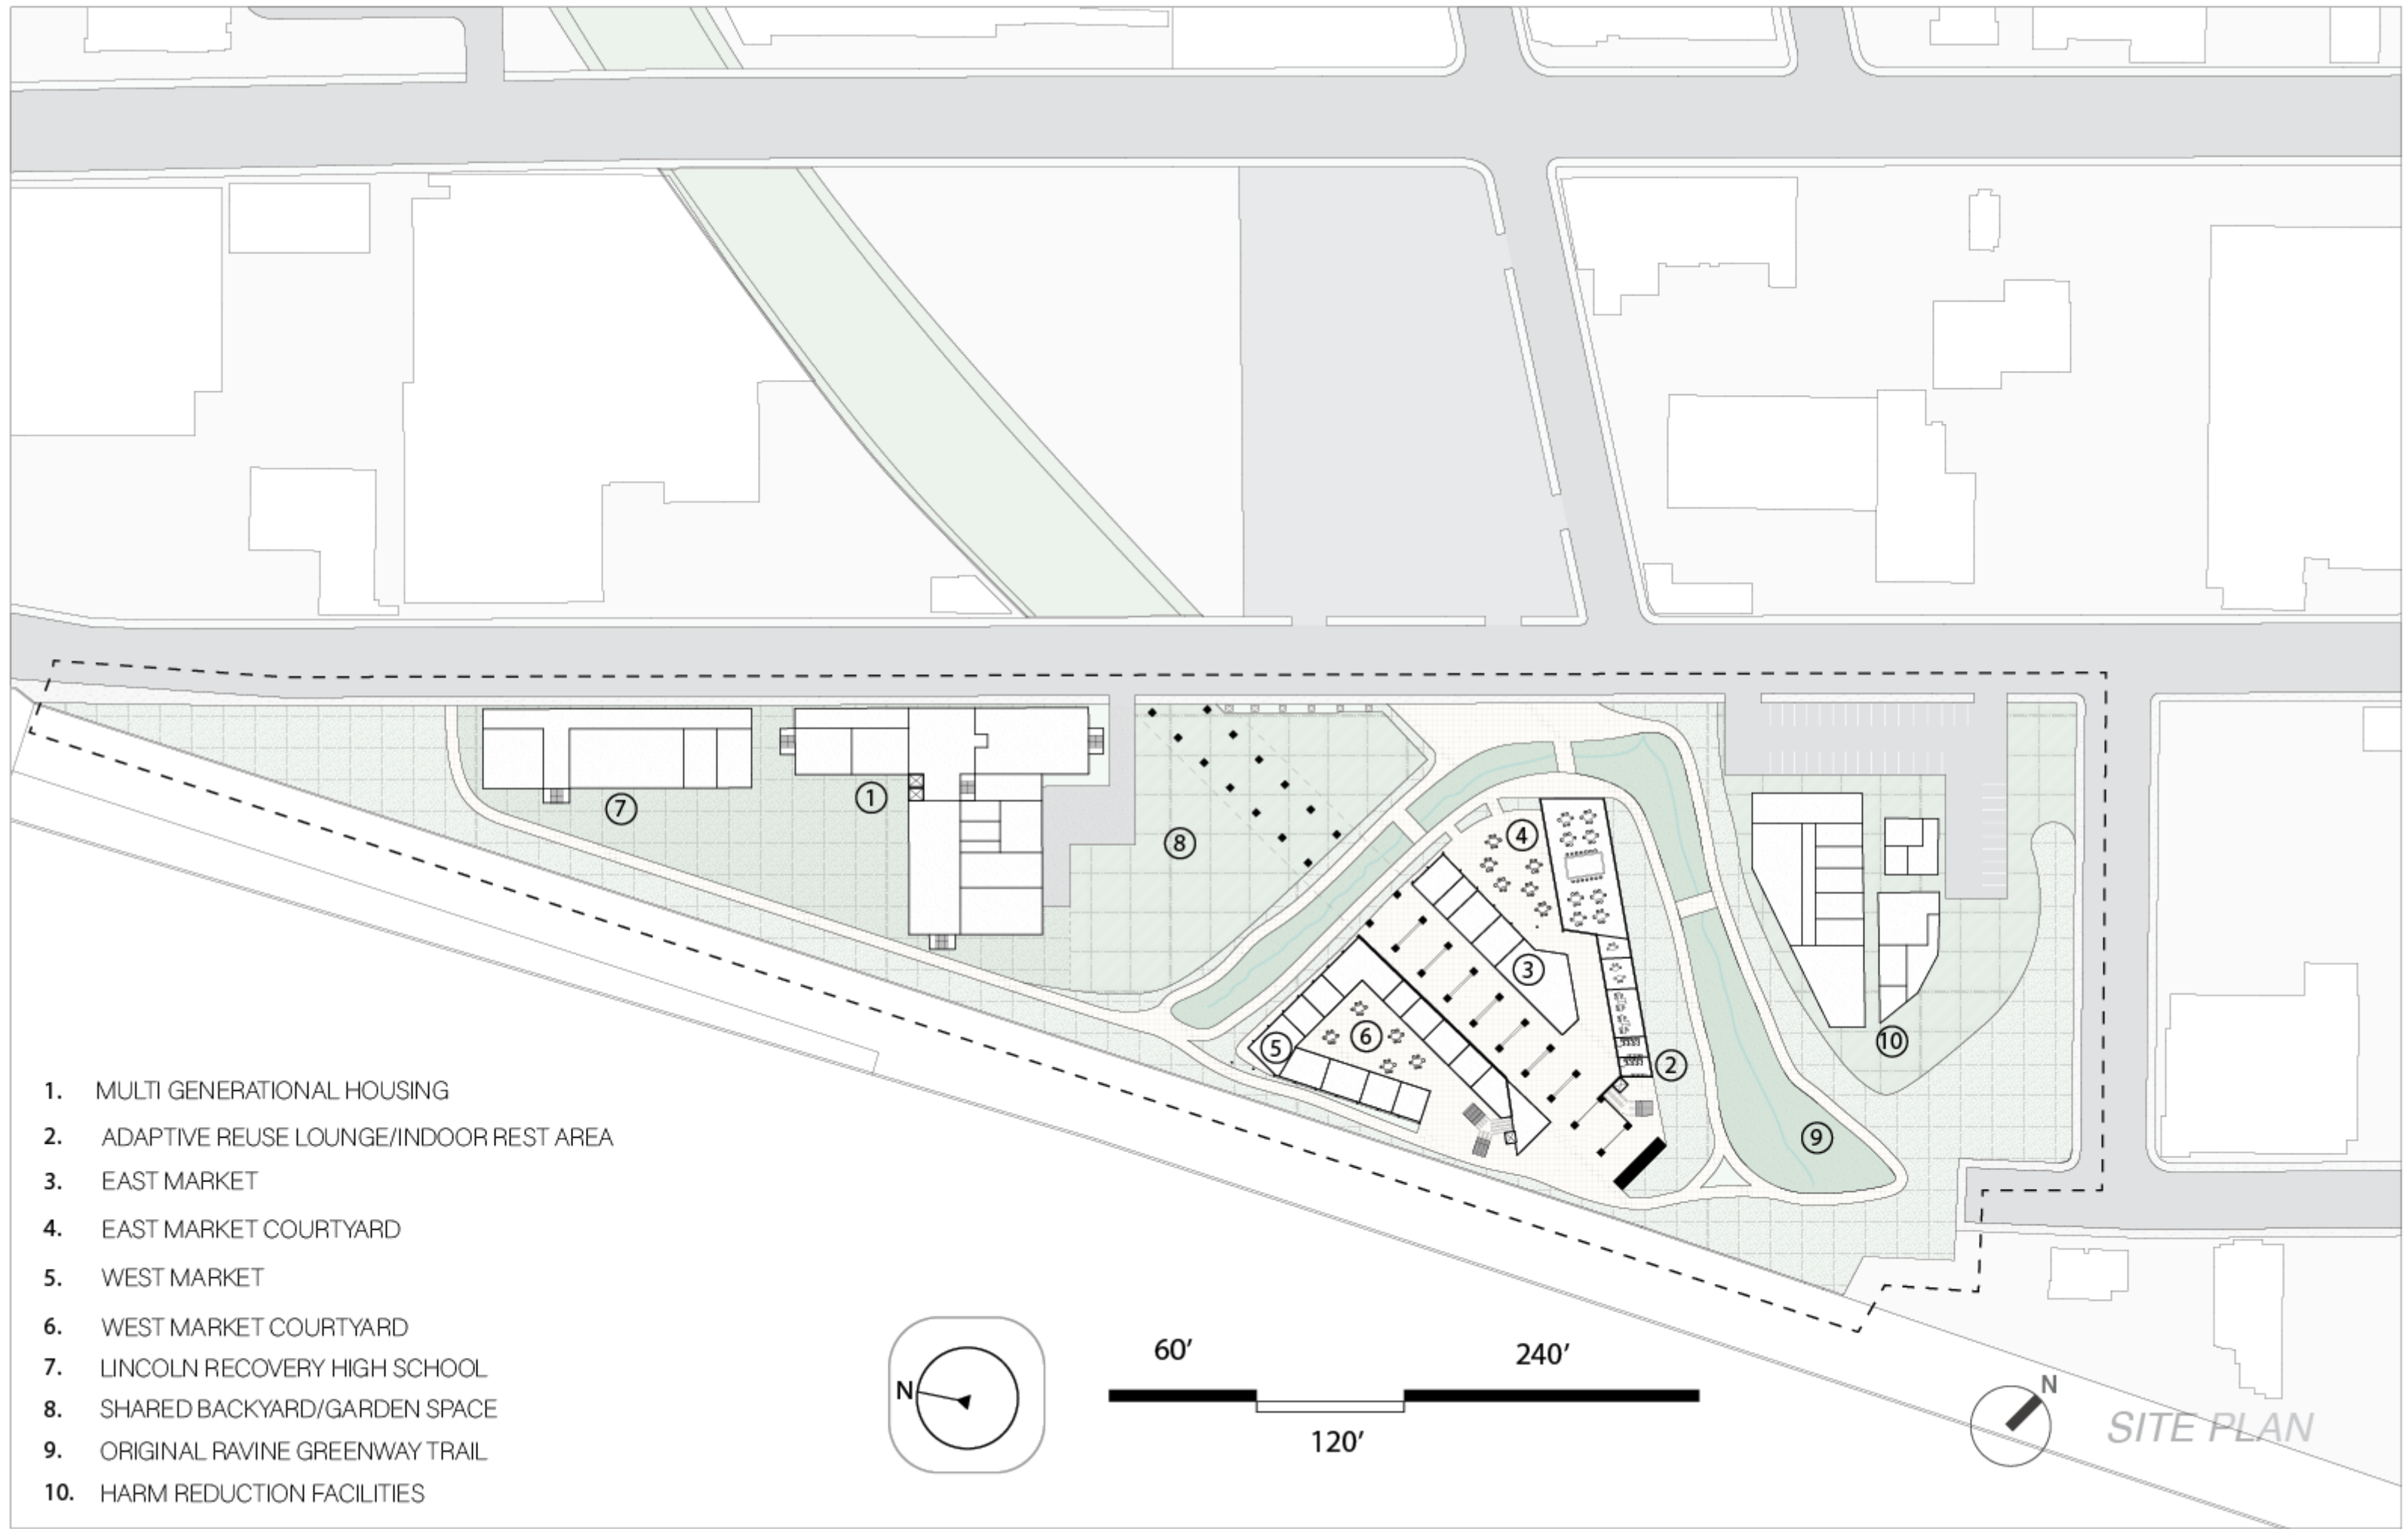 7
1
8
4
3
5
6
2
9
10
1. MULTI GENERATIONAL HOUSING
2. ADAPTIVE REUSE LOUNGE/INDOOR REST AREA
3. EAST MARKET
4. EAST MARKET COURTYARD
5. WEST MARKET
6. WEST MARKET COURTYARD
7. LINCOLN RECOVERY HIGH SCHOOL
8. SHARED BACKYARD/GARDEN SPACE
9. ORIGINAL RAVINE GREENWAY TRAIL
10. HARM REDUCTION FACILITIES
N
60’
240’
120’
N
SITE PLAN